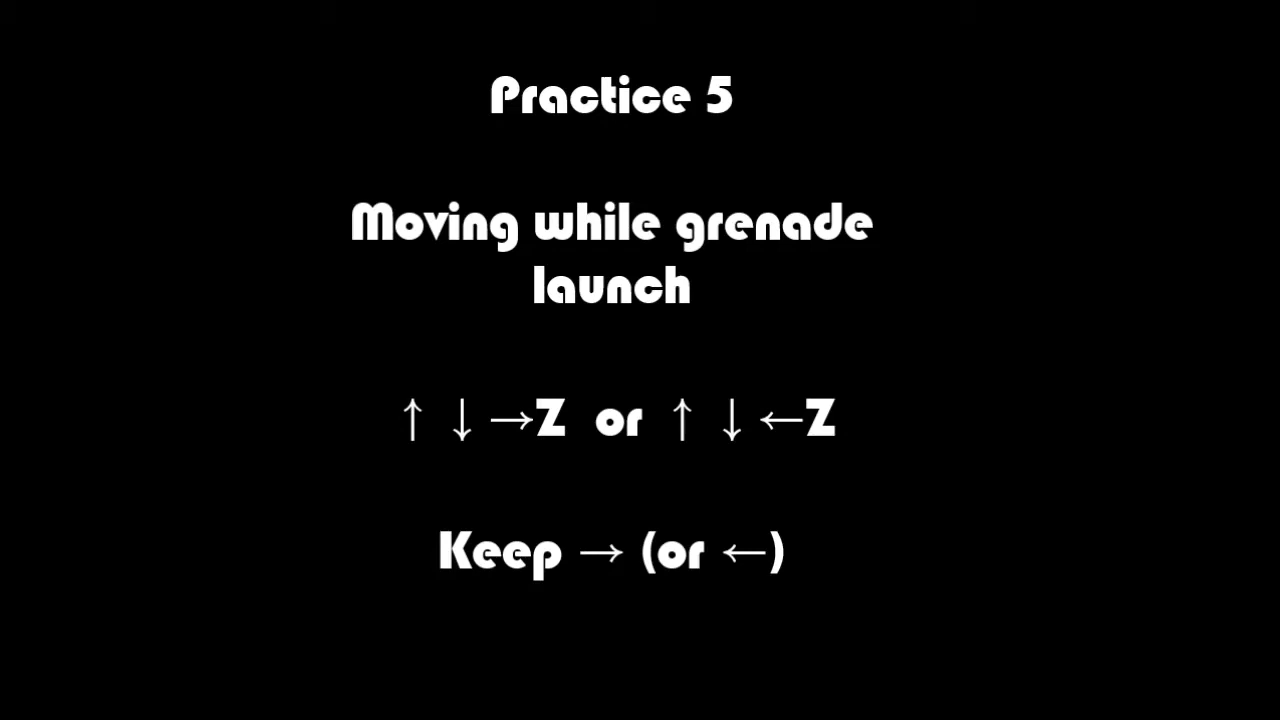 Practice 5
Moving while grenade
launch
↑ ↓ →Z or ↑ ↓ ←Z
Keep → (or ←)